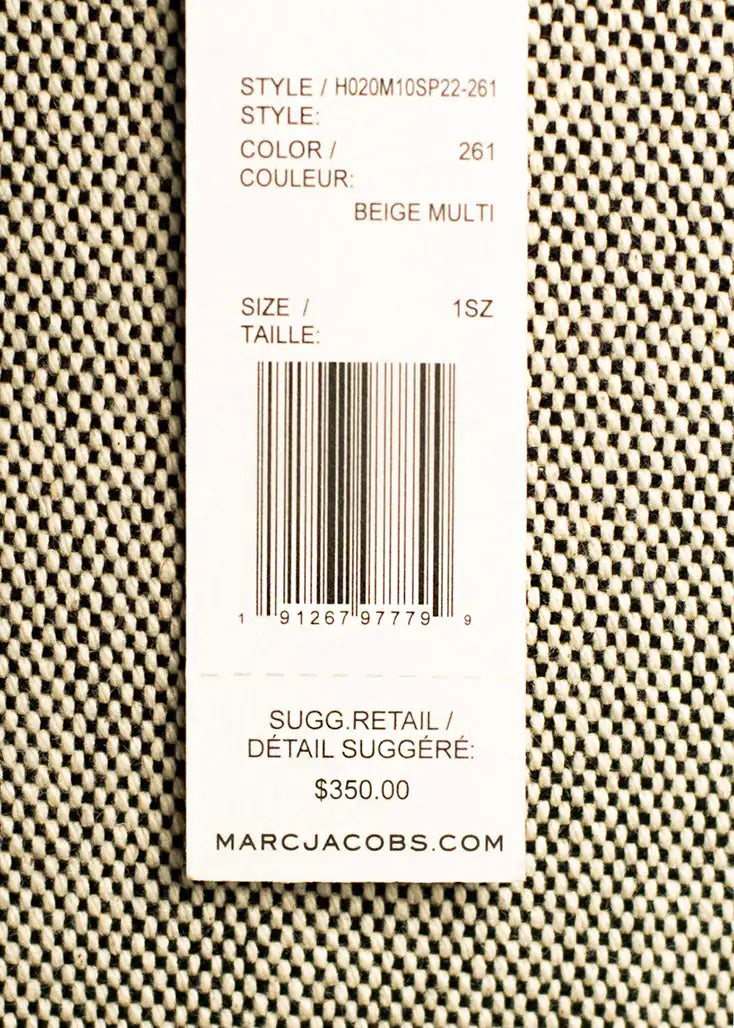 STYLE / H020M10SP22-261
STYLE:
COLOR / 261
COULEUR:
BEIGE MULTI
SIZE / 1SZ
TAILLE:
1 91267 97779 9
SUGG.RETAIL /
DÉTAIL SUGGÉRÉ:
$350.00
MARCJACOBS.COM